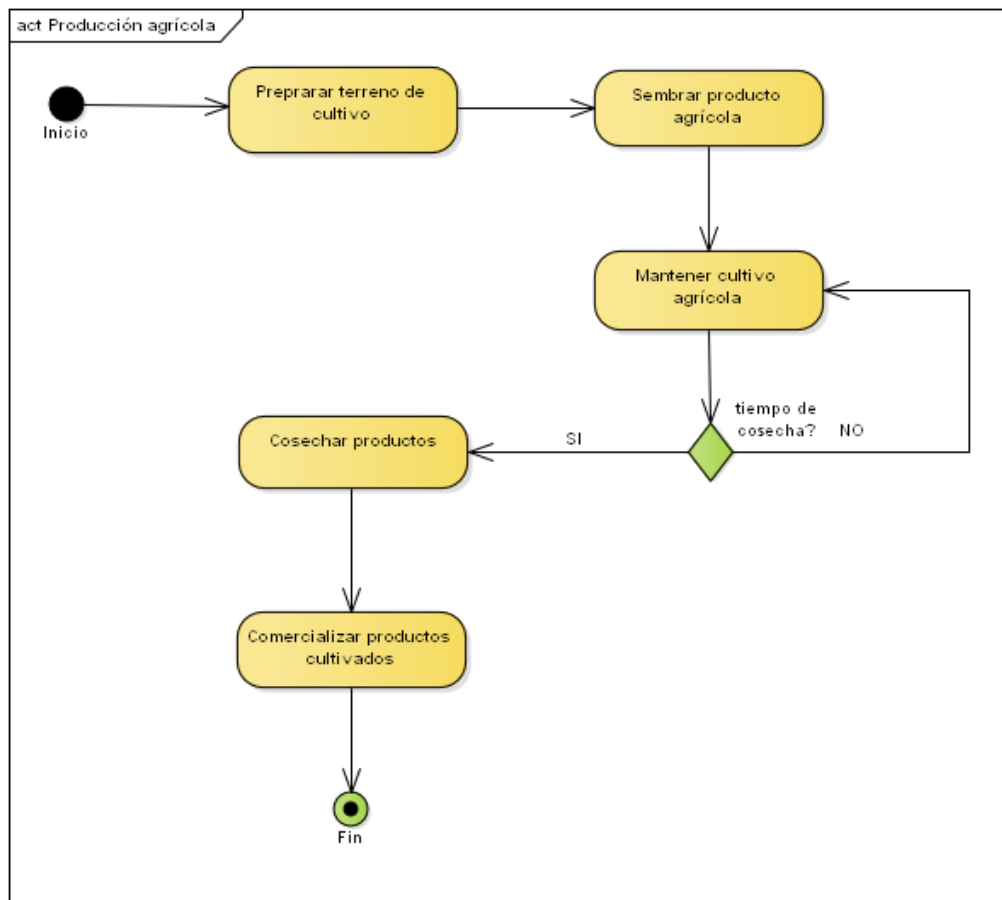 act Producción agrícola
Inicio
Preprarar terreno de
cultivo
Sembrar producto
agrícola
Mantener cultivo
agrícola
tiempo de
cosecha?
NO
SI
Cosechar productos
Comercializar productos
cultivados
Fin